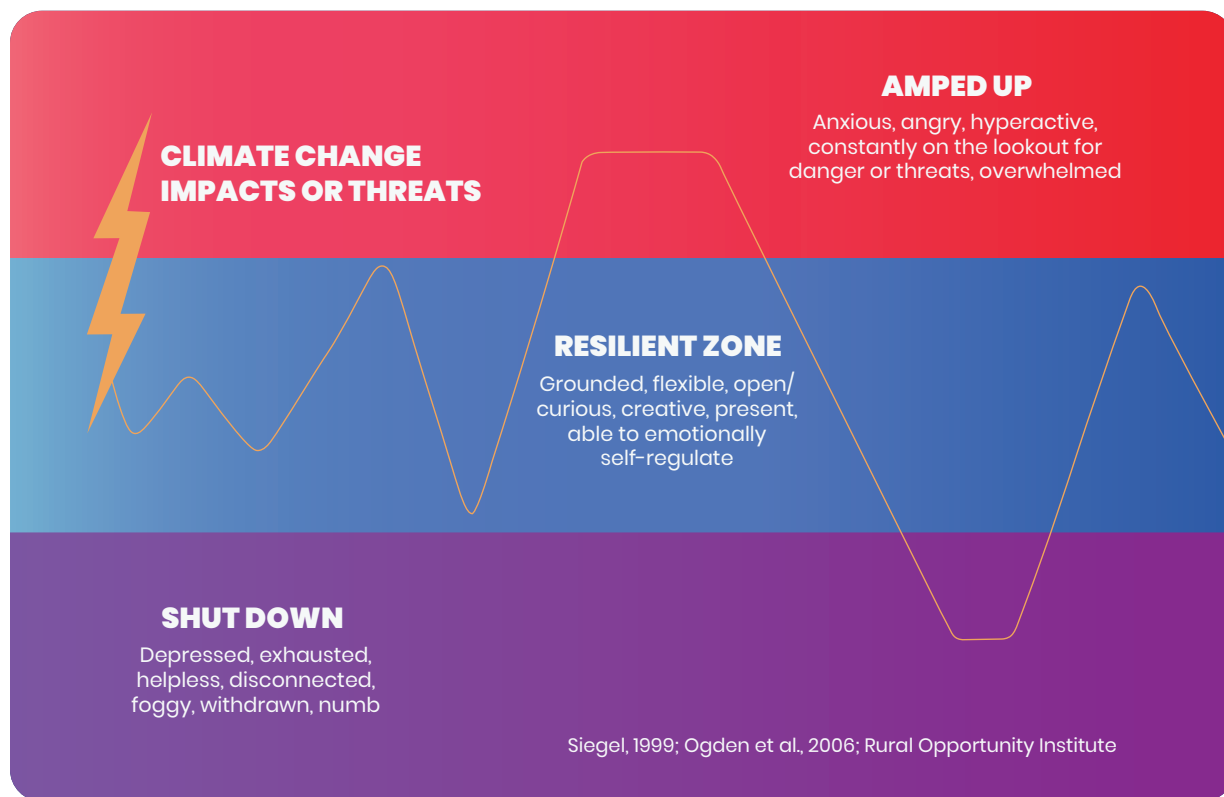 CLIMATE CHANGE
IMPACTS OR THREATS
AMPED UP
Anxious, angry, hyperactive,
constantly on the lookout for
danger or threats, overwhelmed
RESILIENT ZONE
Grounded, flexible, open/
curious, creative, present,
able to emotionally
self-regulate
SHUT DOWN
Depressed, exhausted,
helpless, disconnected,
foggy, withdrawn, numb
Siegel, 1999; Ogden et al., 2006; Rural Opportunity Institute